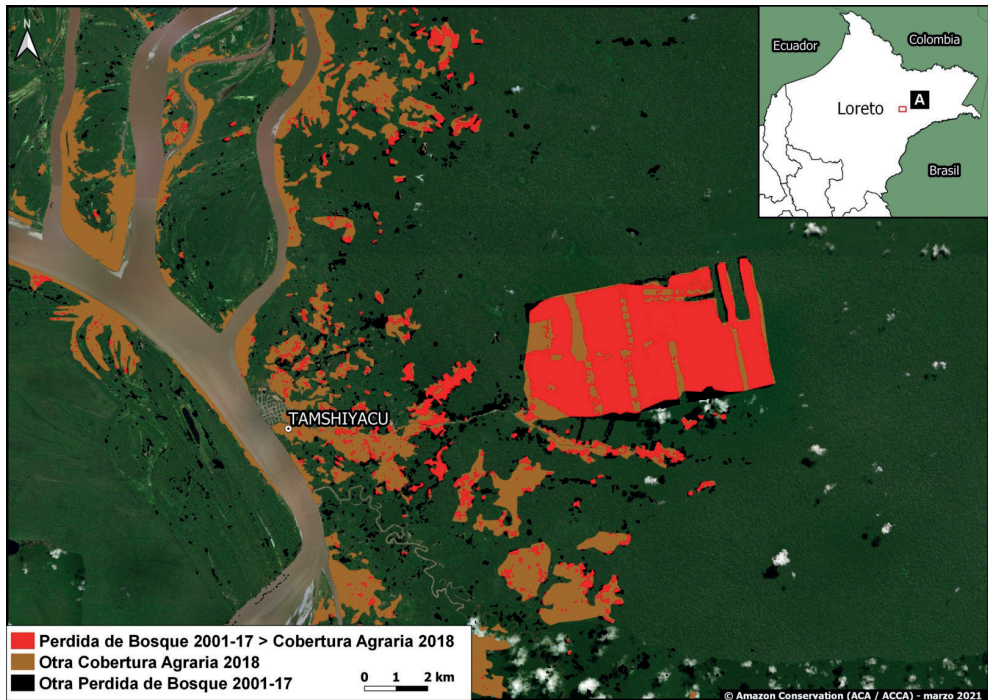 N
Ecuador
Colombia
Loreto
A
Brasil
TAMSHIYACU
Perdida de Bosque 2001-17 > Cobertura Agraria 2018
Otra Cobertura Agraria 2018
Otra Perdida de Bosque 2001-17
0 1 2 km
© Amazon Conservation (ACA / ACCA) - marzo 2021